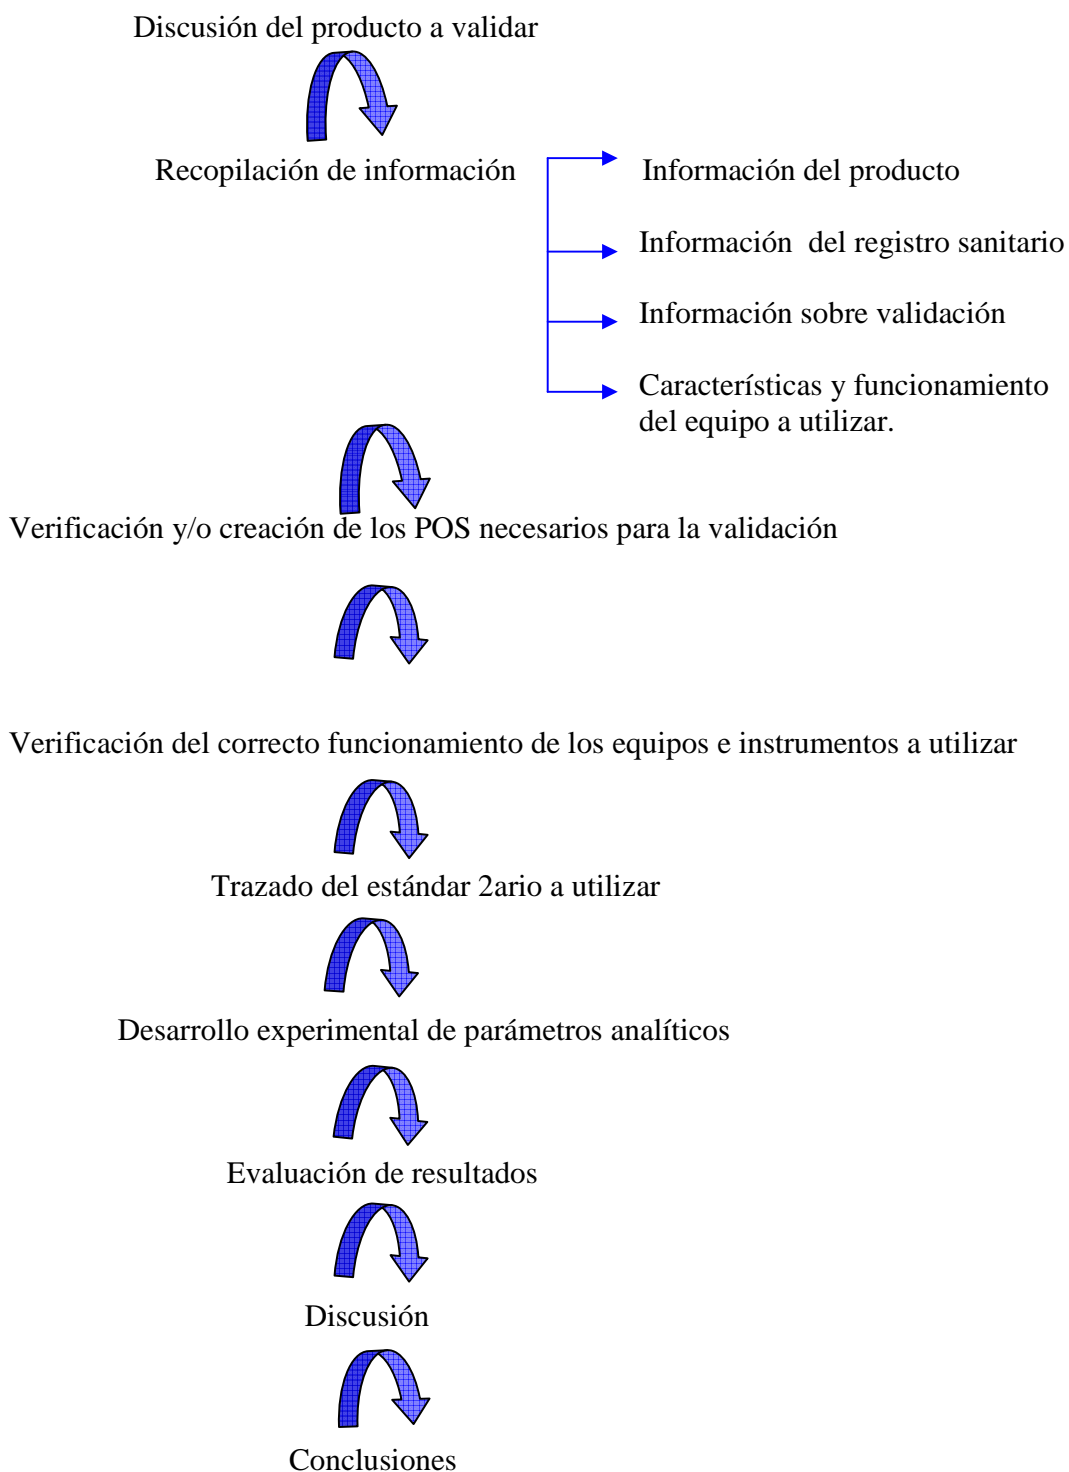 Discusión del producto a validar
Recopilación de información
Información del producto
Información  del registro sanitario
Información sobre validación
Características y funcionamiento
del equipo a utilizar.
Verificación y/o creación de los POS necesarios para la validación
Verificación del correcto funcionamiento de los equipos e instrumentos a utilizar
Trazado del estándar 2ario a utilizar
Desarrollo experimental de parámetros analíticos
Evaluación de resultados
Discusión
Conclusiones